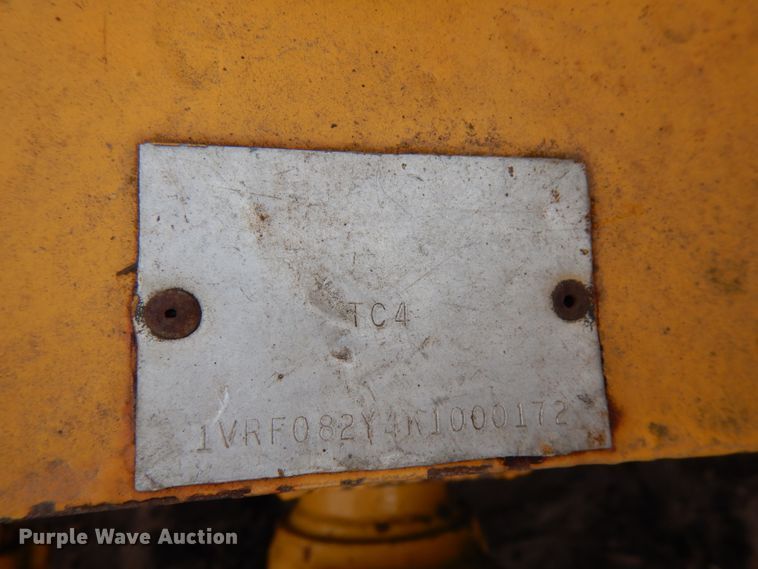 TC4
1VRF082Y4K1000172
Purple Wave Auction